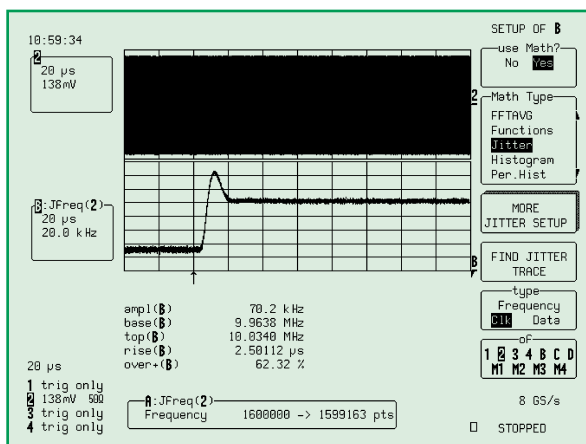 10:59:34
2
20 µs
138mV
B:JFreq(2)
20 µs
20.0 kHz
2
B
ampl(B) 70.2 kHz
base(B) 9.9638 MHz
top(B) 10.0340 MHz
rise(B) 2.50112 µs
over+(B) 62.32 %
20 µs
1 trig only
2 138mV 50Ω
3 trig only
4 trig only
A:JFreq(2)
Frequency 1600000 -> 1599163 pts
SETUP OF B
use Math?
No Yes
Math Type
FFTAVG
Functions
Jitter
Histogram
Per.Hist
MORE
JITTER SETUP
FIND JITTER
TRACE
type
Frequency
Clk Data
of
1 2 3 4 B C D
M1 M2 M3 M4
8 GS/s
STOPPED